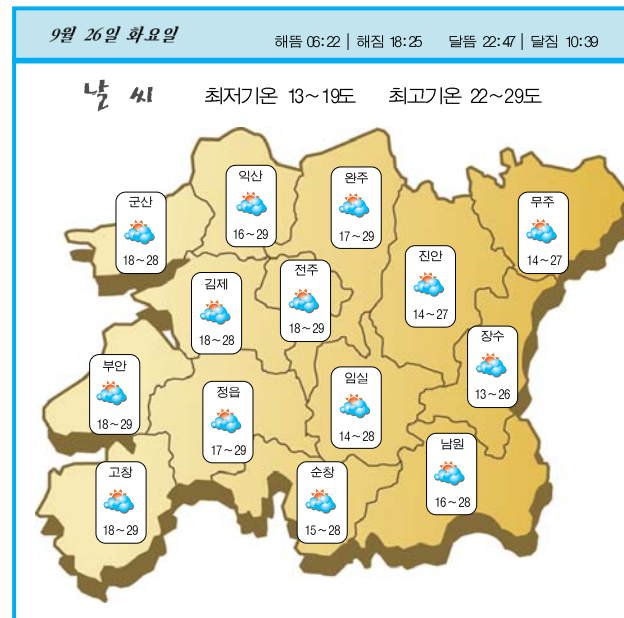 9월 26일 화요일
해뜸 06:22 | 해짐 18:25 달뜸 22:47 | 달짐 10:39
날 씨 최저기온 13~19도 최고기온 22~29도
익산
16~29
완주
17~29
군산
18~28
무주
14~27
진안
14~27
전주
18~29
김제
18~28
장수
13~26
부안
18~29
정읍
17~29
임실
14~28
남원
16~28
고창
18~29
순창
15~28